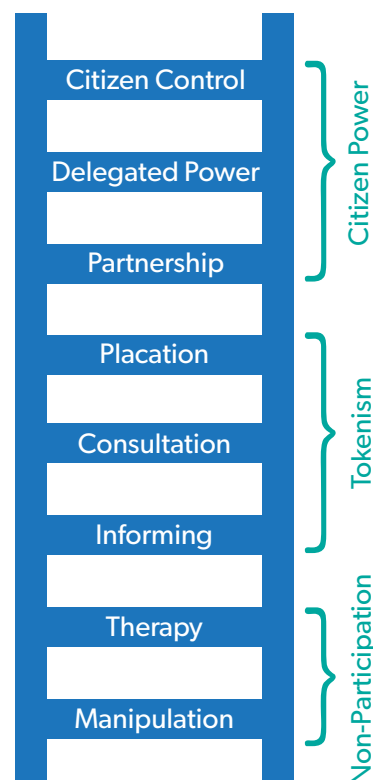 Citizen Control
Delegated Power
Partnership
Citizen Power
Placation
Consultation
Informing
Tokenism
Therapy
Manipulation
Non-Participation